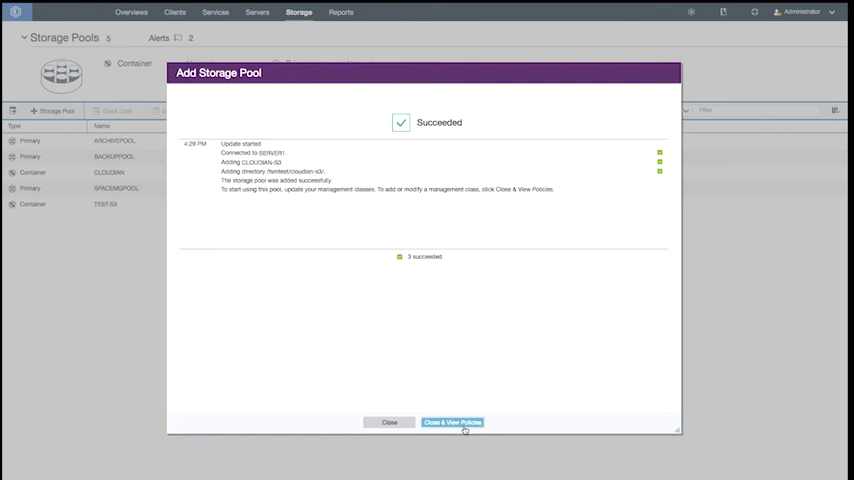 Overviews Clients Services Servers Storage Reports Administrator
Storage Pools 5 Alerts 2
Container
Add Storage Pool
Succeeded
+ Storage Pool Quick Look Filter
Type Name
Primary ARCHIVEPOOL
Primary BACKUPPOOL
Container CLOUDIAN
Primary SPACEMGPOOL
Container TEST-S3
4:29 PM Update started
Connected to SERVER1.
Adding CLOUDIAN-S3
Adding directory /tsmtest/cloudian-s3/.
The storage pool was added successfully.
To start using this pool, update your management classes. To add or modify a management class, click Close & View Policies.
3 succeeded
Close Close & View Policies